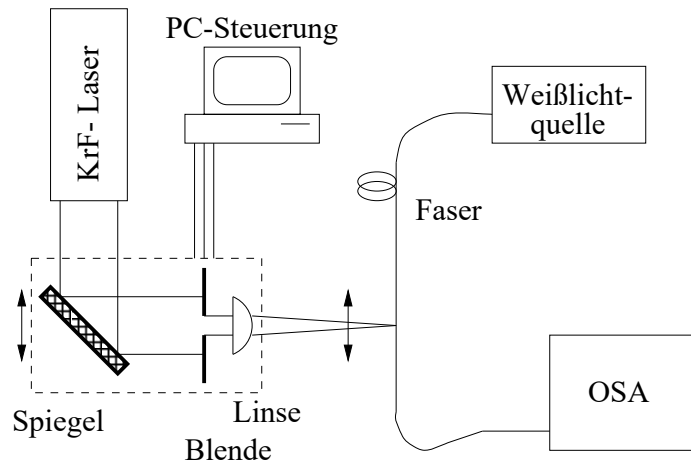 PC-Steuerung
KrF- Laser
Weißlicht-
quelle
Faser
OSA
Spiegel
Linse
Blende